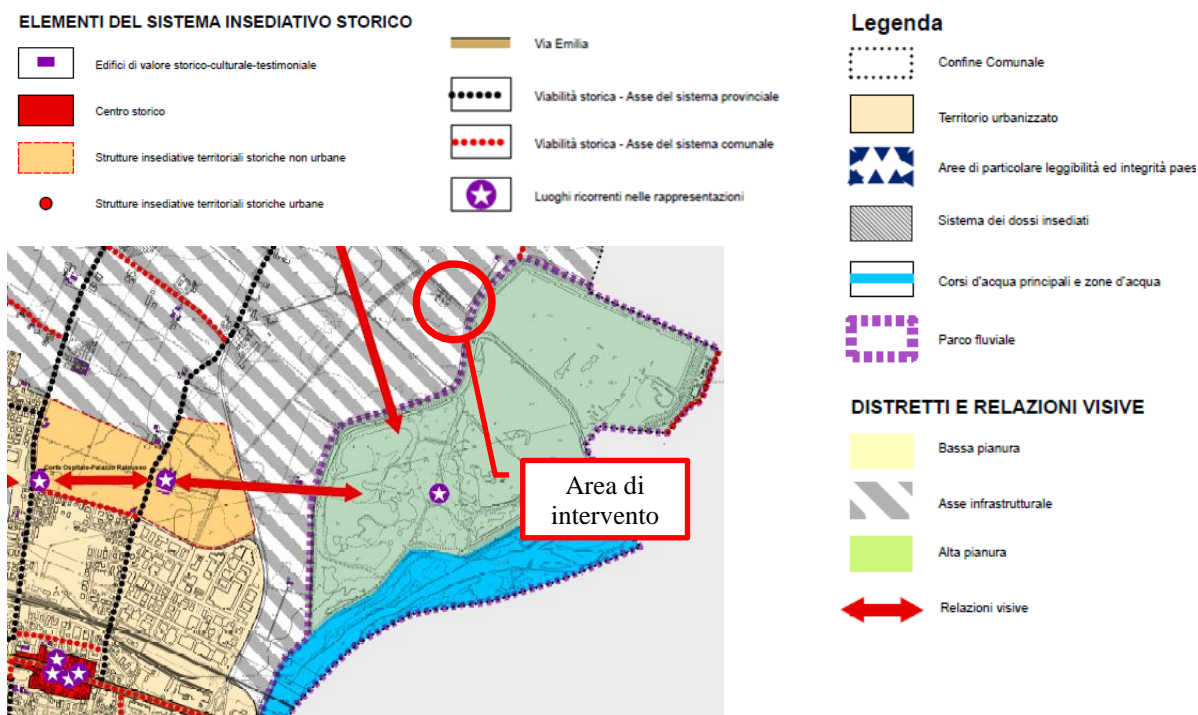 ELEMENTI DEL SISTEMA INSEDIATIVO STORICO
Edifici di valore storico-culturale-testimoniale
Centro storico
Strutture insediative territoriali storiche non urbane
Strutture insediative territoriali storiche urbane
Via Emilia
Viabilità storica - Asse del sistema provinciale
Viabilità storica - Asse del sistema comunale
Luoghi ricorrenti nelle rappresentazioni
Legenda
Confine Comunale
Territorio urbanizzato
Aree di particolare leggibilità ed integrità paes
Sistema dei dossi insediati
Corsi d'acqua principali e zone d'acqua
Parco fluviale
DISTRETTI E RELAZIONI VISIVE
Bassa pianura
Asse infrastrutturale
Alta pianura
Relazioni visive
Corte Ospitale-Palazzo Rainusso
Area di
intervento